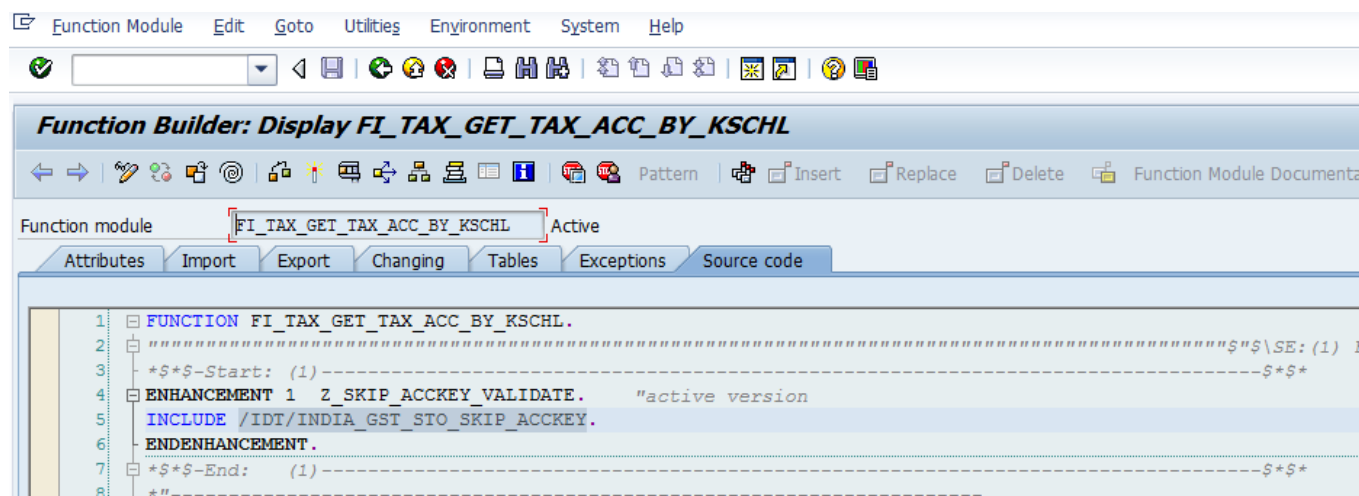 Function Module Edit Goto Utilities Environment System Help
Function Builder: Display FI_TAX_GET_TAX_ACC_BY_KSCHL
Pattern Insert Replace Delete Function Module Documenta
Function module FI_TAX_GET_TAX_ACC_BY_KSCHL Active
Attributes Import Export Changing Tables Exceptions Source code
1 FUNCTION FI_TAX_GET_TAX_ACC_BY_KSCHL.
2 """"""""""""""""""""""""""""""""""""""""""""""""""""""""""""""""""""""""""""""""""$"$\SE:(1)
3 *$*$-Start: (1)---------------------------------------------------------------------------------$*$*
4 ENHANCEMENT 1 Z_SKIP_ACCKEY_VALIDATE. "active version
5 INCLUDE /IDT/INDIA_GST_STO_SKIP_ACCKEY.
6 ENDENHANCEMENT.
7 *$*$-End: (1)---------------------------------------------------------------------------------$*$*
8 *"----------------------------------------------------------------------